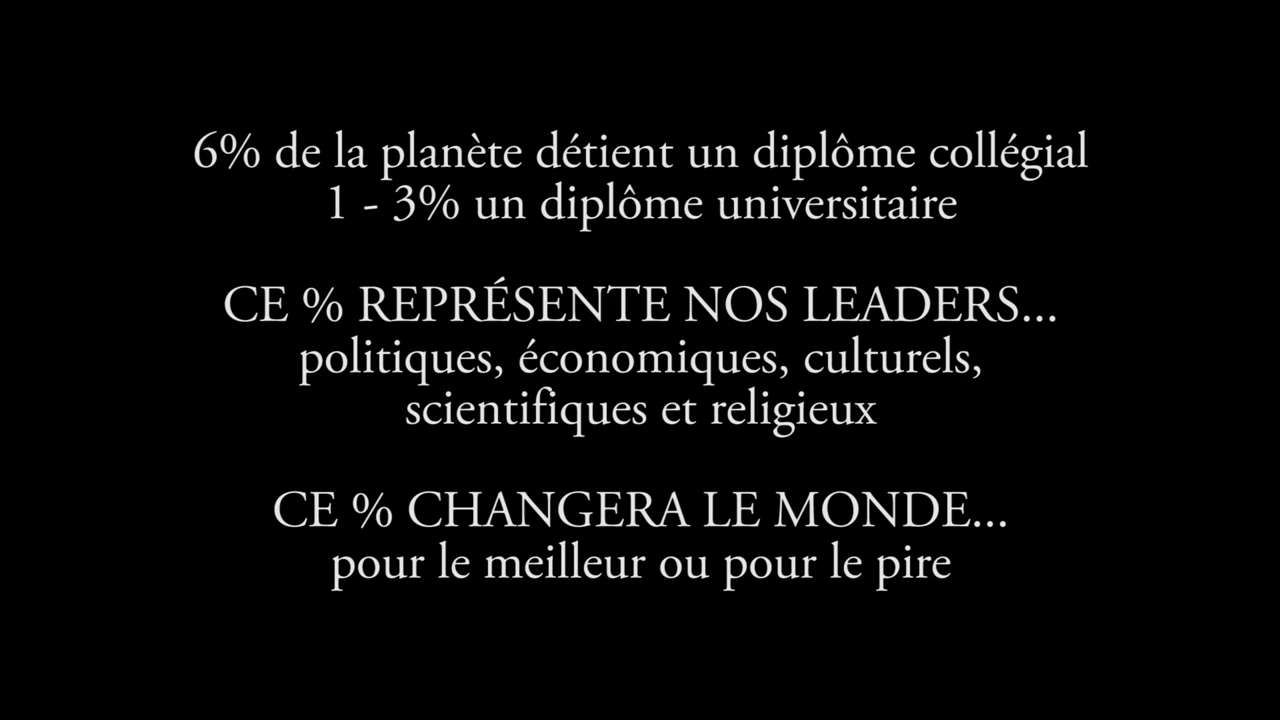 6% de la planète détient un diplôme collégial
1 - 3% un diplôme universitaire
CE % REPRÉSENTE NOS LEADERS...
politiques, économiques, culturels,
scientifiques et religieux
CE % CHANGERA LE MONDE...
pour le meilleur ou pour le pire